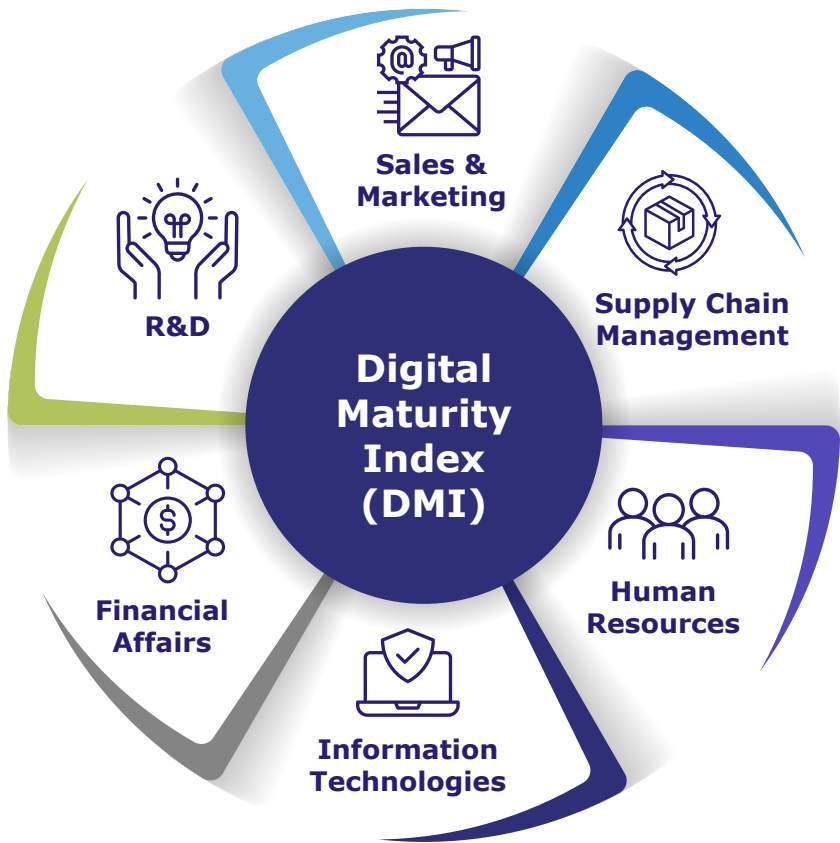 @
Sales &
Marketing
Supply Chain
Management
Human
Resources
Information
Technologies
$
Financial
Affairs
R&D
Digital
Maturity
Index
(DMI)